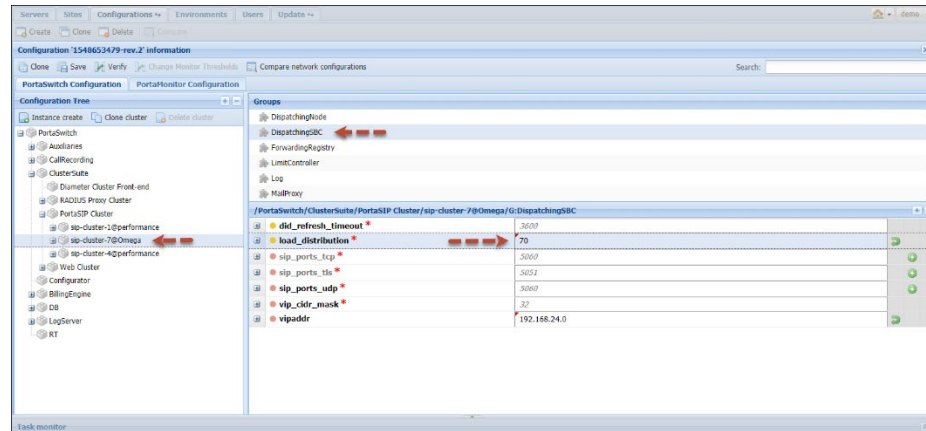 Servers Sites Configurations Environments Users Update demo
Create Clone Delete Compare
Configuration '1548653479-rev.2' information
Clone Save Verify Change Monitor Thresholds Compare network configurations Search:
PortaSwitch Configuration PortaMonitor Configuration
Configuration Tree
Instance create Clone cluster Delete cluster
PortaSwitch
Auxiliaries
CallRecording
ClusterSuite
Diameter Cluster Front-end
RADIUS Proxy Cluster
PortaSIP Cluster
sip-cluster-1@performance
sip-cluster-7@Omega
sip-cluster-4@performance
Web Cluster
Configurator
BillingEngine
DB
LogServer
RT
Groups
DispatchingNode
DispatchingSBC
ForwardingRegistry
LimitController
Log
MailProxy
/PortaSwitch/ClusterSuite/PortaSIP Cluster/sip-cluster-7@Omega/G:DispatchingSBC
did_refresh_timeout * 3600
load_distribution * 70
sip_ports_tcp * 5060
sip_ports_tls * 5051
sip_ports_udp * 5060
vip_cidr_mask * 32
vipaddr 192.168.24.0
Task monitor